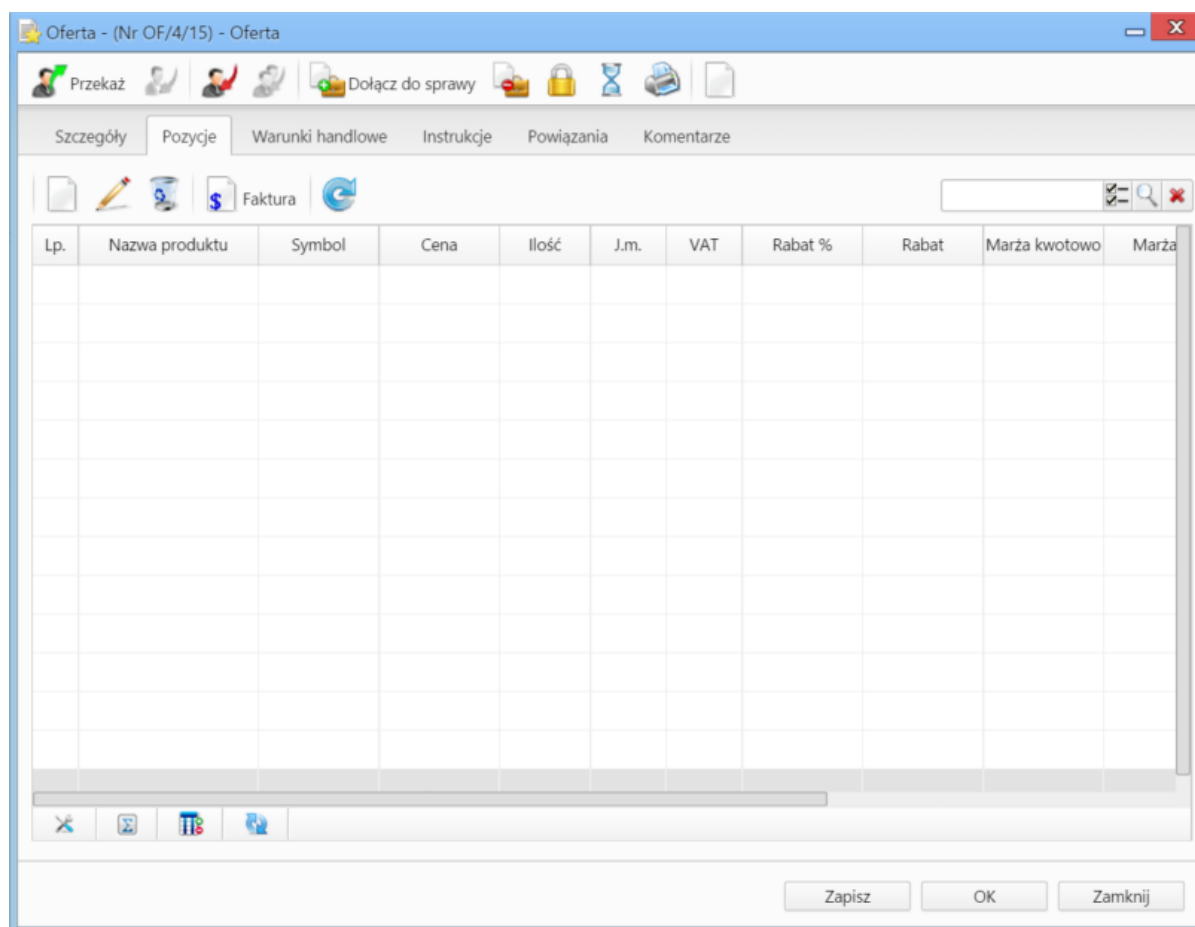 Oferta - (Nr OF/4/15) - Oferta
Przekaż Dołącz do sprawy
Szczegóły Pozycje Warunki handlowe Instrukcje Powiązania Komentarze
Faktura
Lp. Nazwa produktu Symbol Cena Ilość J.m. VAT Rabat % Rabat Marża kwotowo Marża
Zapisz OK Zamknij